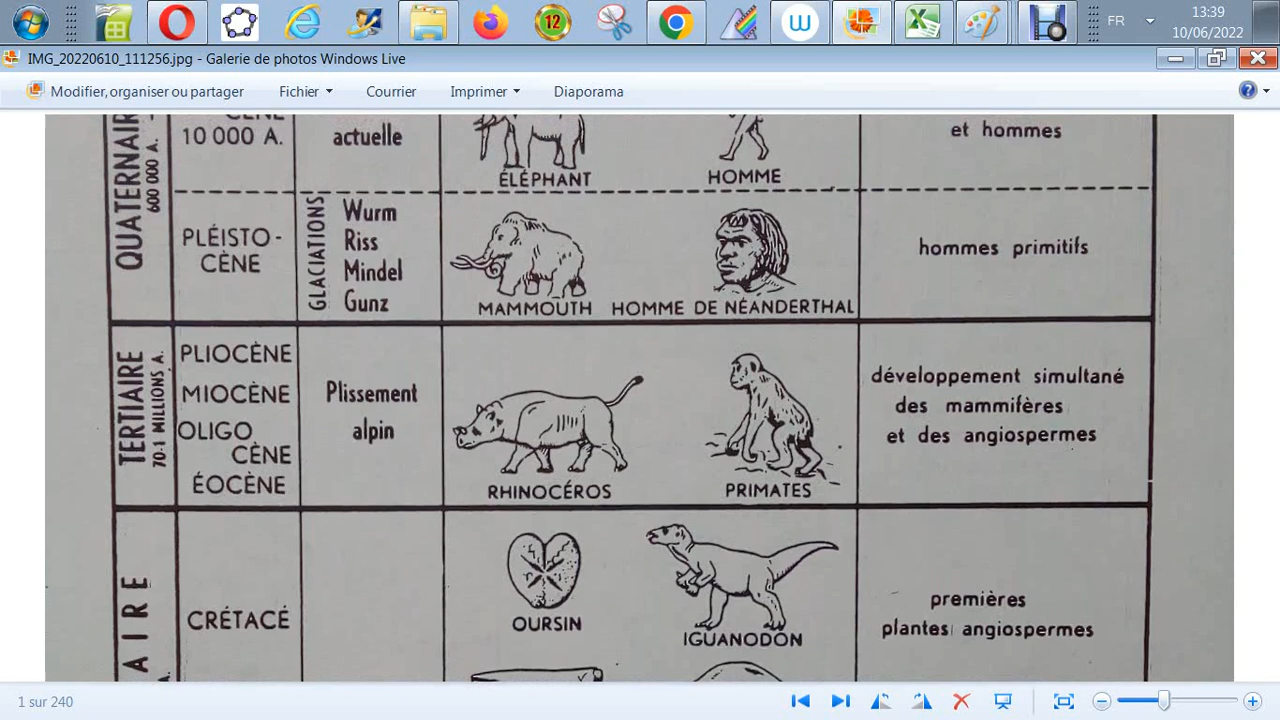 FR
13:39
10/06/2022
12
IMG_20220610_111256.jpg - Galerie de photos Windows Live
Modifier, organiser ou partager
Fichier
Courrier
Imprimer
Diaporama
QUATERNAIR
600 000 A.
CÈNE
10 000 A.
actuelle
ÉLÉPHANT
HOMME
et hommes
PLÉISTO-
CÈNE
GLACIATIONS
Wurm
Riss
Mindel
Gunz
MAMMOUTH
HOMME DE NÉANDERTHAL
hommes primitifs
TERTIAIRE
70-1 MILLIONS A.
PLIOCÈNE
MIOCÈNE
OLIGO
CÈNE
ÉOCÈNE
Plissement
alpin
RHINOCÉROS
PRIMATES
développement simultané
des mammifères
et des angiospermes
AIRE
CRÉTACÉ
OURSIN
IGUANODON
premières
plantes angiospermes
1 sur 240